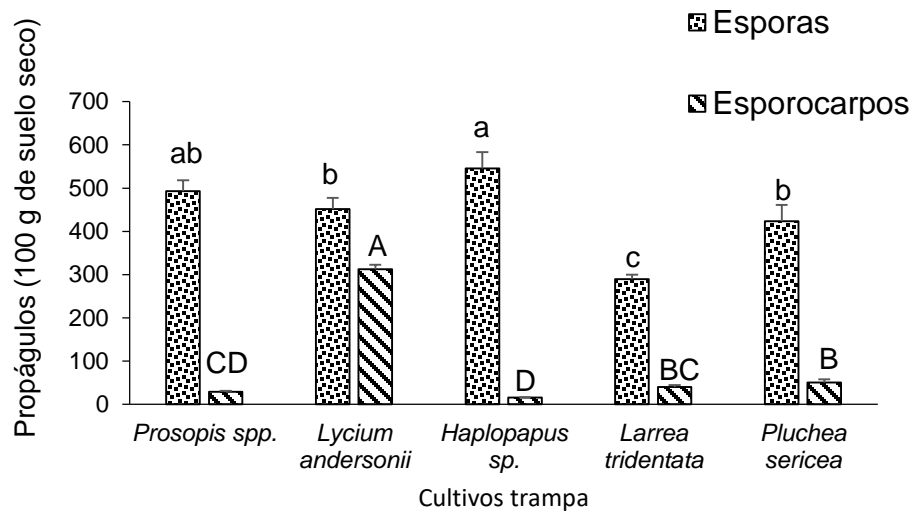 Esporas
Esporocarpos
Propágulos (100 g de suelo seco)
700
600
500
400
300
200
100
0
ab
CD
b
A
a
D
c
BC
b
B
Prosopis spp.
Lycium
andersonii
Haplopapus
sp.
Larrea
tridentata
Pluchea
sericea
Cultivos trampa